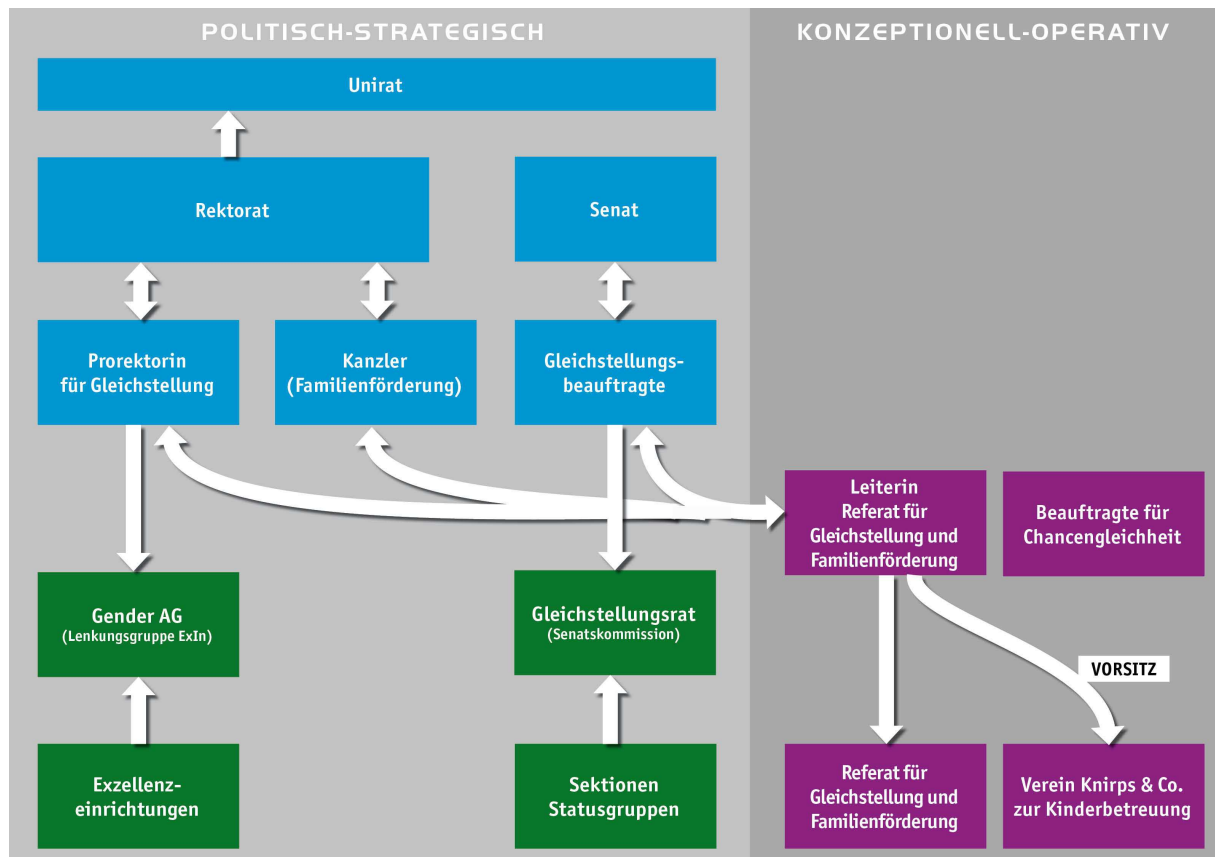 POLITISCH-STRATEGISCH
KONZEPTIONELL-OPERATIV
Unirat
Rektorat
Senat
Prorektorin
für Gleichstellung
Kanzler
(Familienförderung)
Gleichstellungs-
beauftragte
Leiterin
Referat für
Gleichstellung und
Familienförderung
Beauftragte für
Chancengleichheit
Gender AG
(Lenkungsgruppe ExIn)
Gleichstellungsrat
(Senatskommission)
VORSITZ
Exzellenz-
einrichtungen
Sektionen
Statusgruppen
Referat für
Gleichstellung und
Familienförderung
Verein Knirps & Co.
zur Kinderbetreuung